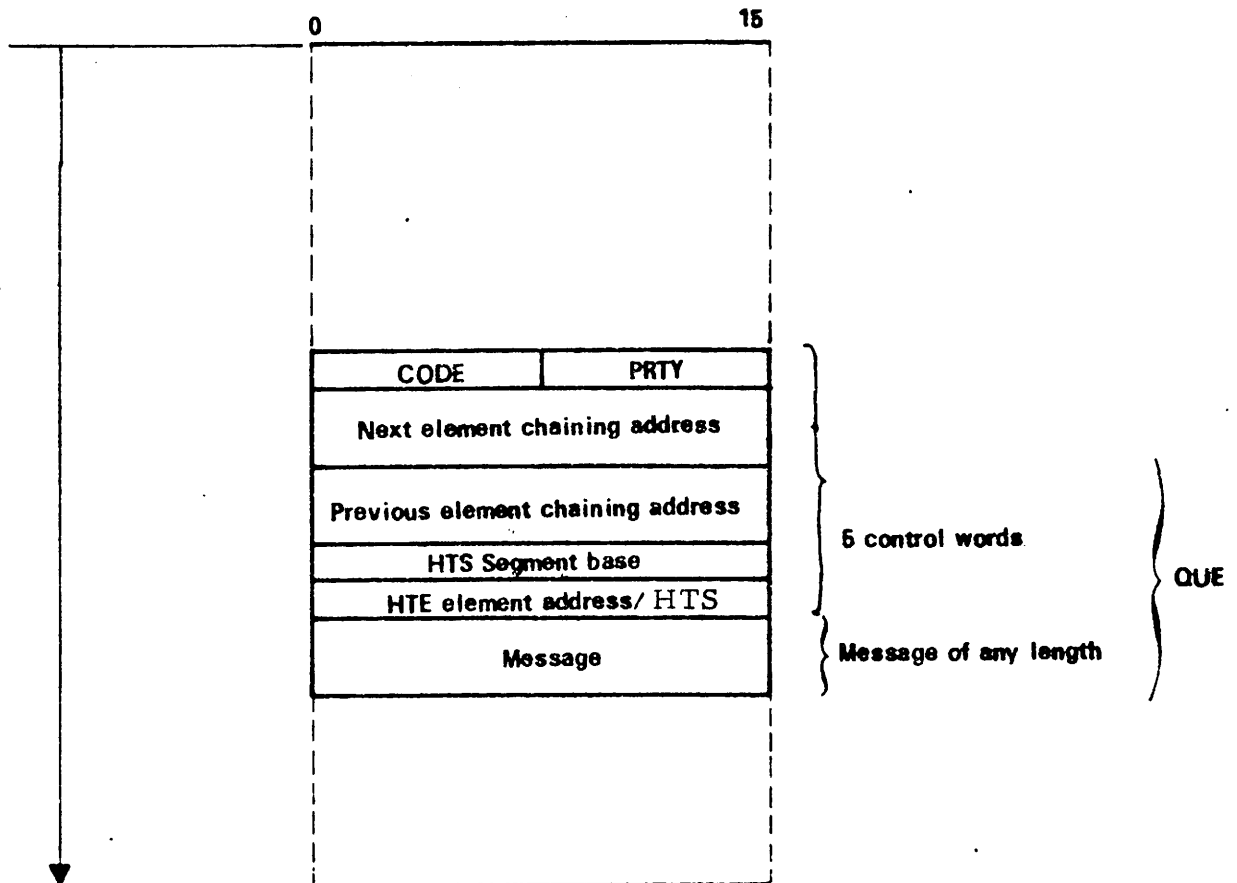 0 15
CODE PRTY
Next element chaining address
Previous element chaining address
5 control words
HTS Segment base
QUE
HTE element address/ HTS
Message
Message of any length